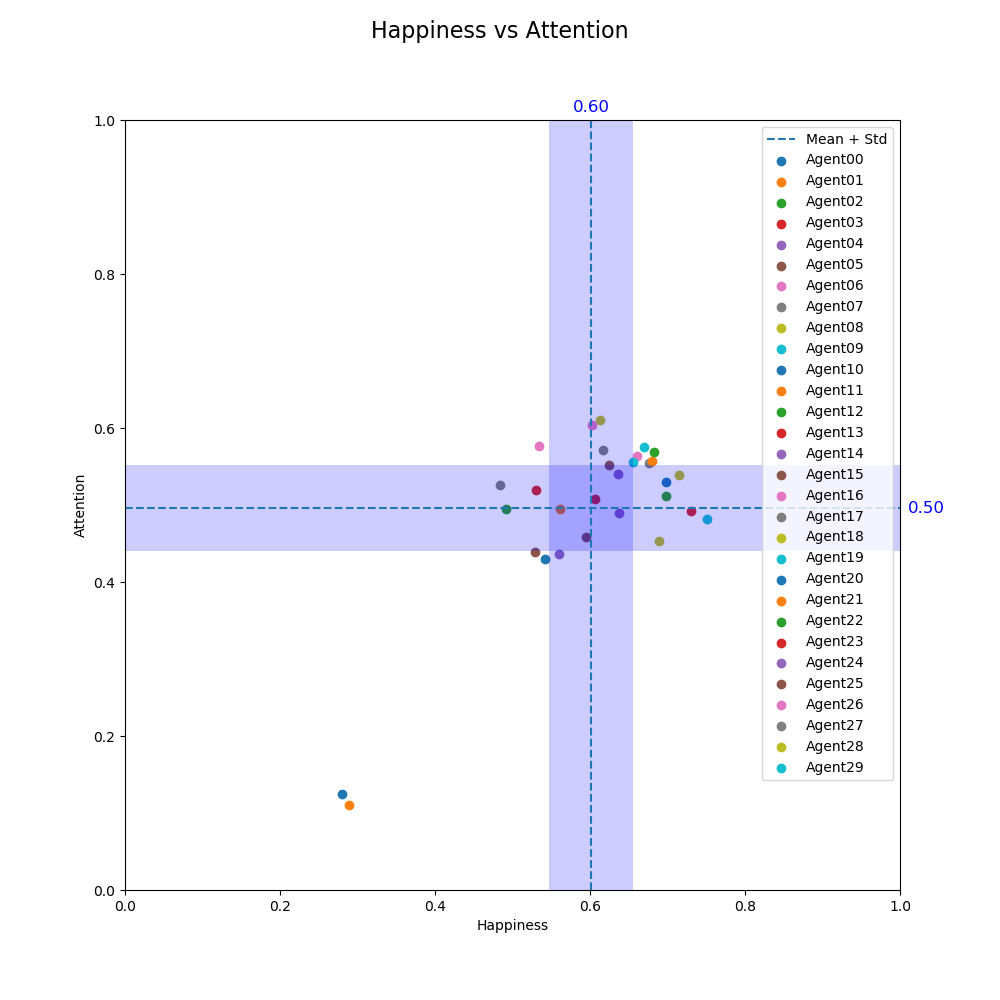 Happiness vs Attention
0.60
1.0
0.8
0.6
0.4
0.2
0.0
Attention
0.50
Mean + Std
Agent00
Agent01
Agent02
Agent03
Agent04
Agent05
Agent06
Agent07
Agent08
Agent09
Agent10
Agent11
Agent12
Agent13
Agent14
Agent15
Agent16
Agent17
Agent18
Agent19
Agent20
Agent21
Agent22
Agent23
Agent24
Agent25
Agent26
Agent27
Agent28
Agent29
0.0 0.2 0.4 0.6 0.8 1.0
Happiness